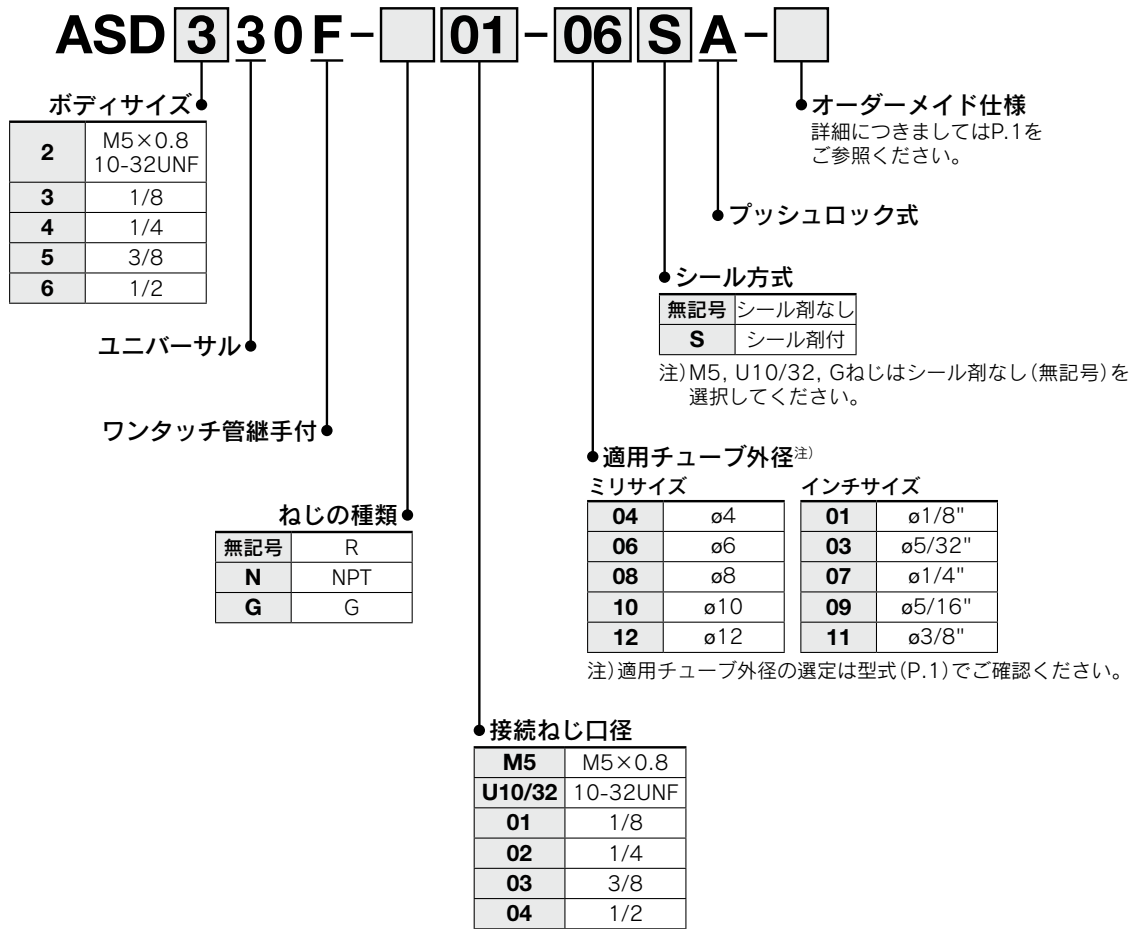 ASD 3 3 0 F - 01 - 06 S A -
ボディサイズ
2 M5×0.8
10-32UNF
3 1/8
4 1/4
5 3/8
6 1/2
ユニバーサル
ワンタッチ管継手付
ねじの種類
無記号 R
N NPT
G G
接続ねじ口径
M5 M5×0.8
U10/32 10-32UNF
01 1/8
02 1/4
03 3/8
04 1/2
適用チューブ外径注)
ミリサイズ
04 ø4
06 ø6
08 ø8
10 ø10
12 ø12
インチサイズ
01 ø1/8"
03 ø5/32"
07 ø1/4"
09 ø5/16"
11 ø3/8"
注)適用チューブ外径の選定は型式(P.1)でご確認ください。
シール方式
無記号 シール剤なし
S シール剤付
注)M5, U10/32, Gねじはシール剤なし(無記号)を
選択してください。
プッシュロック式
オーダーメイド仕様
詳細につきましてはP.1を
ご参照ください。